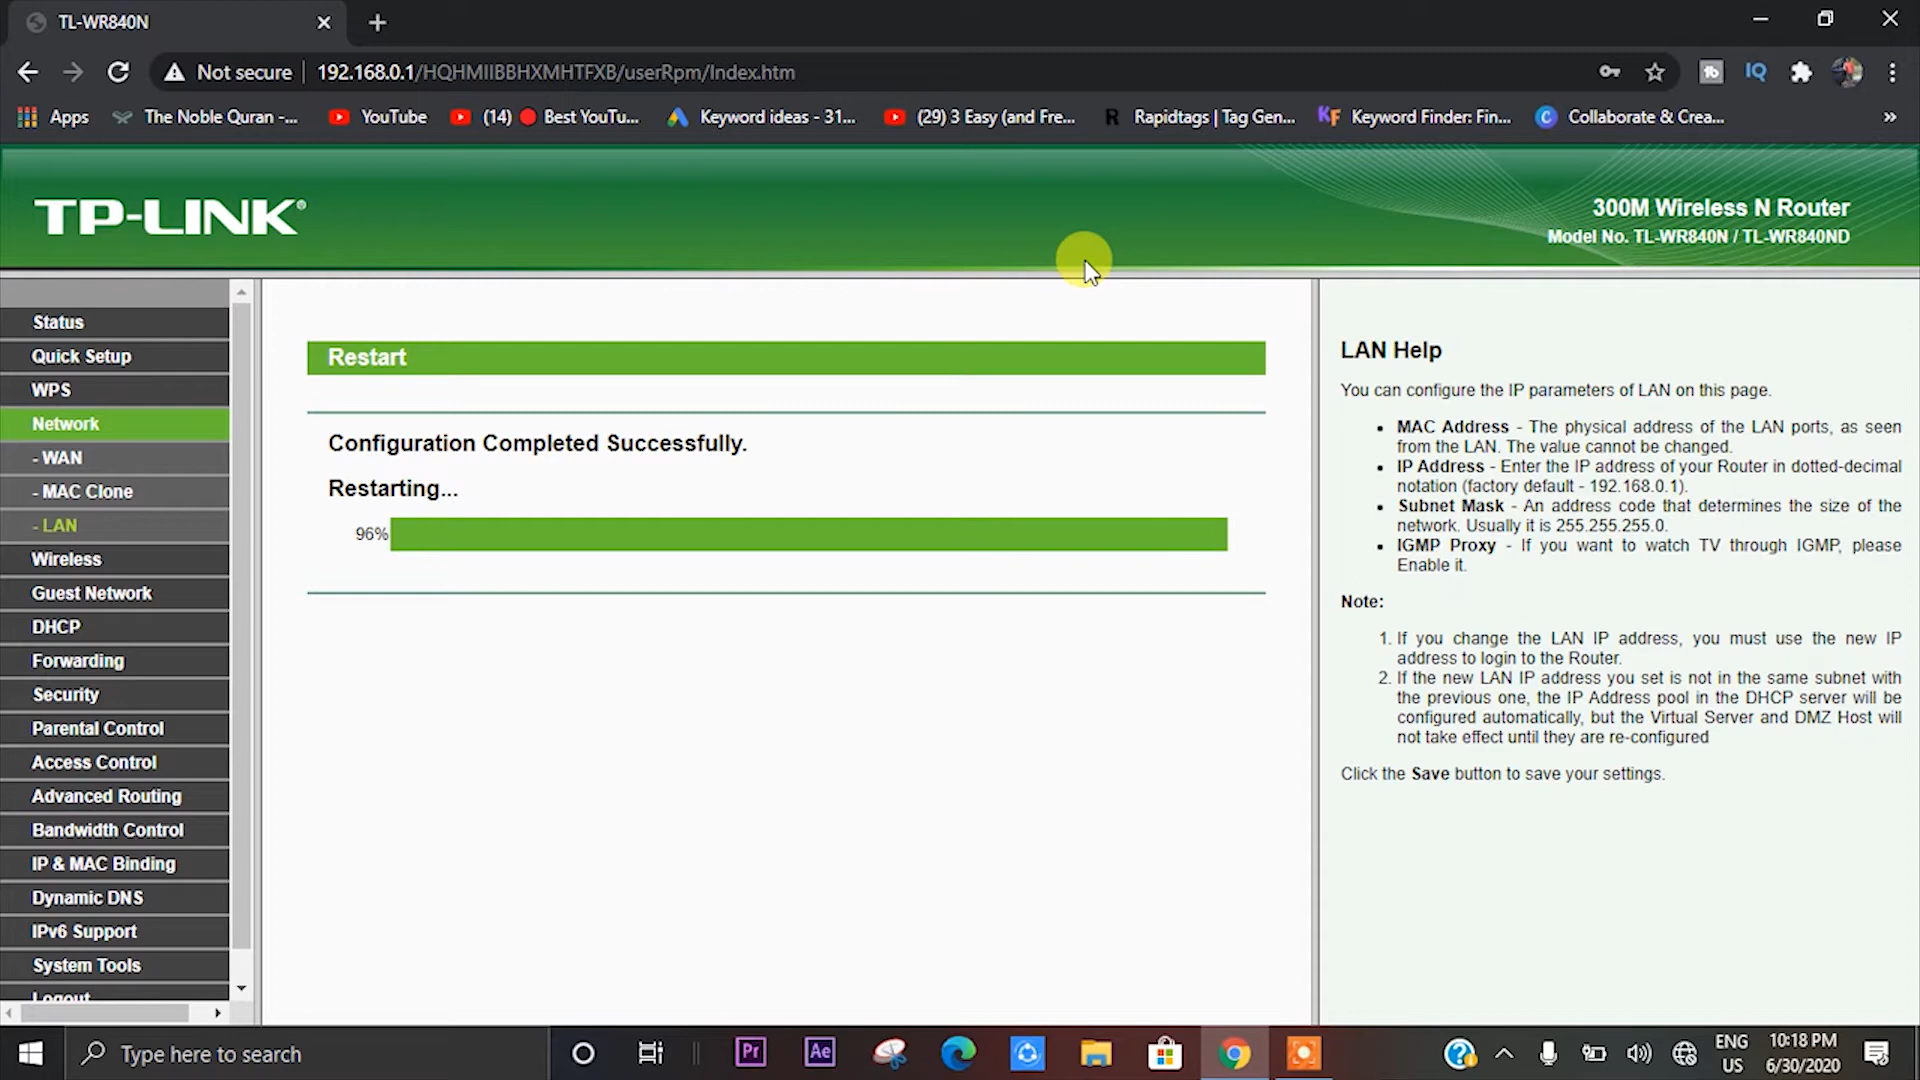 TL-WR840N
Not secure 192.168.0.1/HQHMIIBBHXMHTFXB/userRpm/Index.htm
tb IQ
Apps The Noble Quran -... YouTube (14) Best YouTu... Keyword ideas - 31... (29) 3 Easy (and Fre... R Rapidtags | Tag Gen... KF Keyword Finder: Fin... C Collaborate & Crea... »
TP-LINK®
300M Wireless N Router
Model No. TL-WR840N / TL-WR840ND
Status
Quick Setup
WPS
Network
- WAN
- MAC Clone
- LAN
Wireless
Guest Network
DHCP
Forwarding
Security
Parental Control
Access Control
Advanced Routing
Bandwidth Control
IP & MAC Binding
Dynamic DNS
IPv6 Support
System Tools
Logout
Restart
Configuration Completed Successfully.
Restarting...
96%
LAN Help
You can configure the IP parameters of LAN on this page.
• MAC Address - The physical address of the LAN ports, as seen
from the LAN. The value cannot be changed.
• IP Address - Enter the IP address of your Router in dotted-decimal
notation (factory default - 192.168.0.1).
• Subnet Mask - An address code that determines the size of the
network. Usually it is 255.255.255.0.
• IGMP Proxy - If you want to watch TV through IGMP, please
Enable it.
Note:
1. If you change the LAN IP address, you must use the new IP
address to login to the Router.
2. If the new LAN IP address you set is not in the same subnet with
the previous one, the IP Address pool in the DHCP server will be
configured automatically, but the Virtual Server and DMZ Host will
not take effect until they are re-configured
Click the Save button to save your settings.
Type here to search
Pr Ae
ENG
US
10:18 PM
6/30/2020